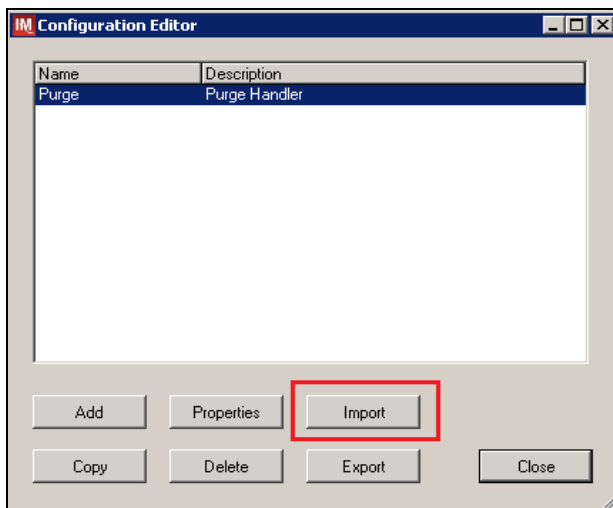 IM Configuration Editor
Name Description
Purge Purge Handler
Add Properties Import
Copy Delete Export Close